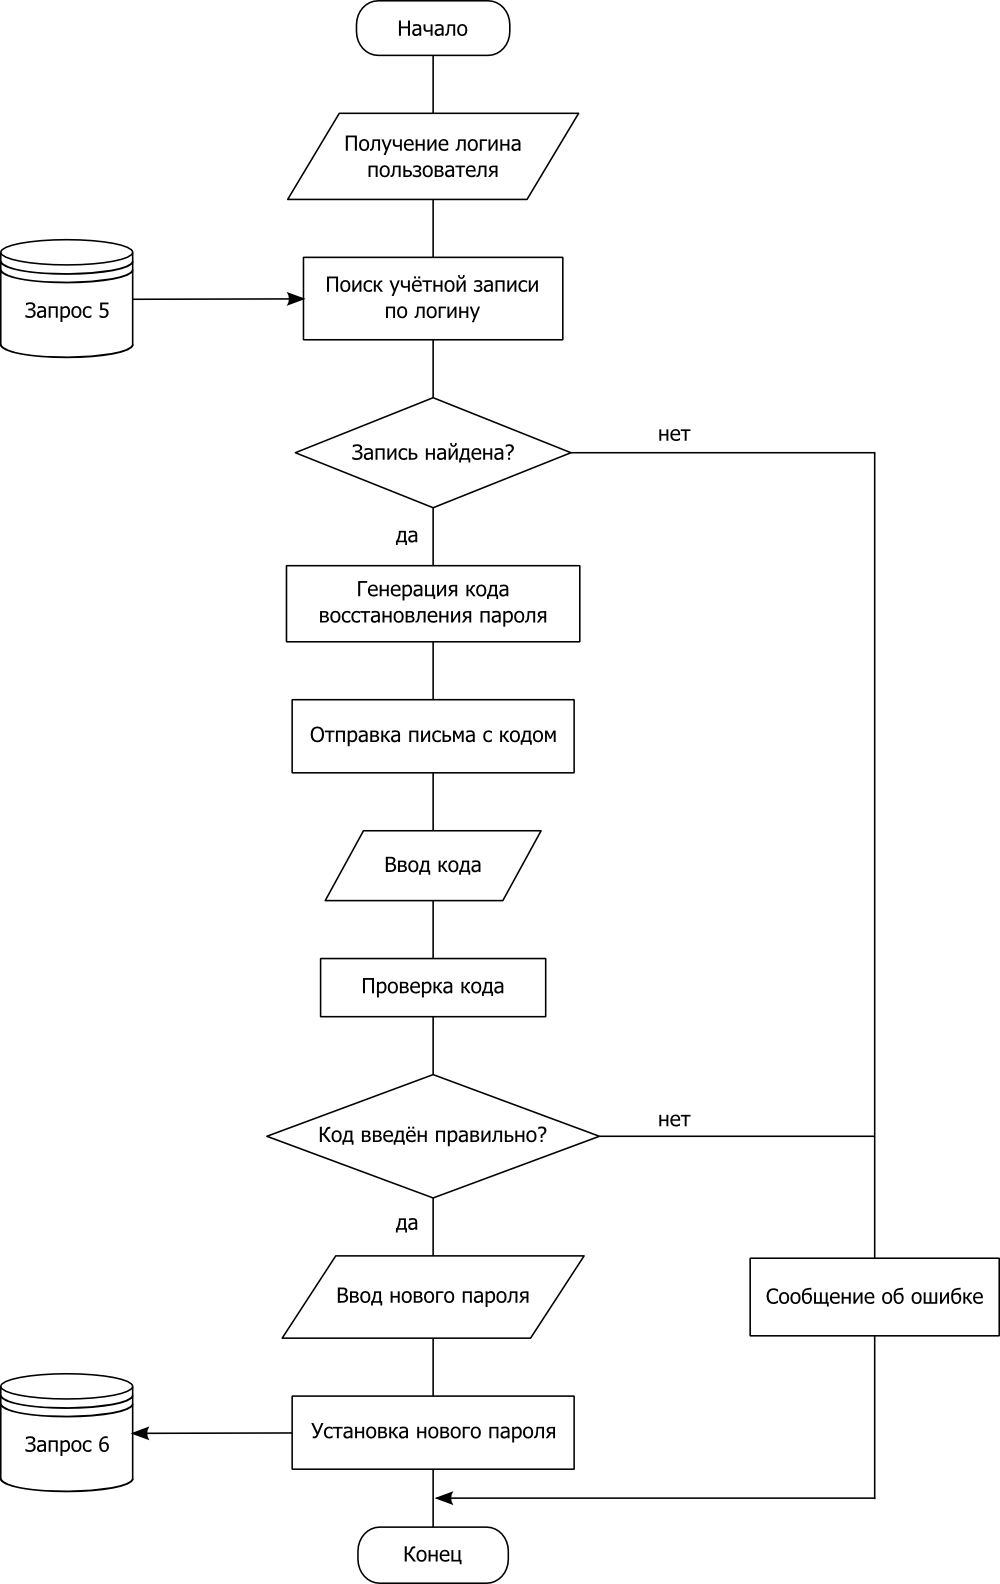 Начало
Получение логина
пользователя
Запрос 5
Поиск учётной записи
по логину
Запись найдена?
нет
да
Генерация кода
восстановления пароля
Отправка письма с кодом
Ввод кода
Проверка кода
Код введён правильно?
нет
да
Ввод нового пароля
Сообщение об ошибке
Запрос 6
Установка нового пароля
Конец